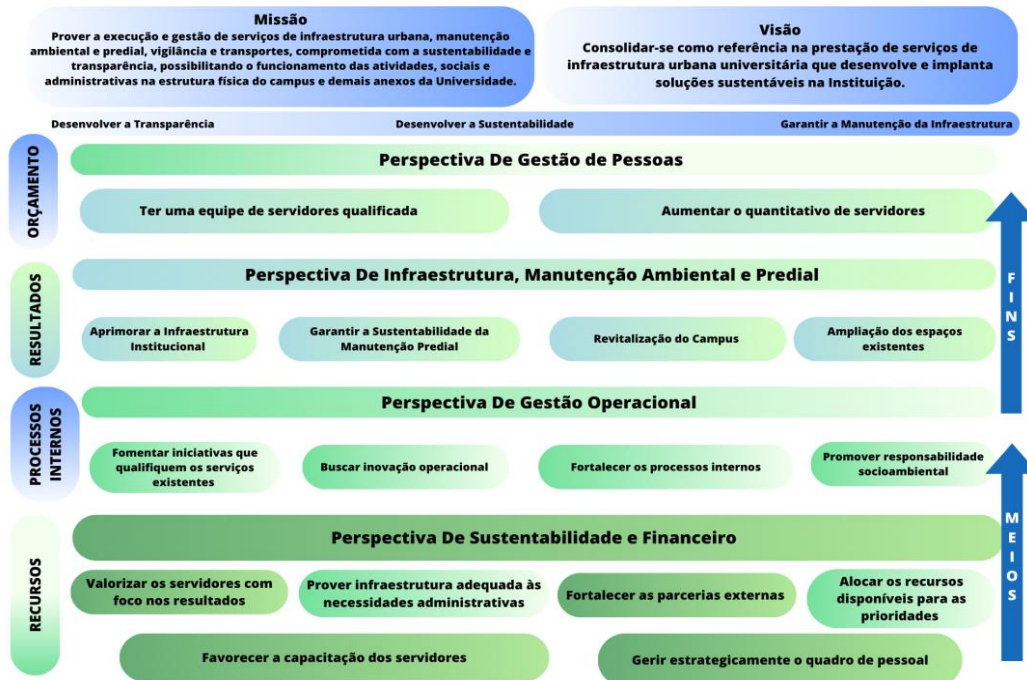 Missão
Prover a execução e gestão de serviços de infraestrutura urbana, manutenção
ambiental e predial, vigilância e transportes, comprometida com a sustentabilidade e
transparência, possibilitando o funcionamento das atividades, sociais e
administrativas na estrutura física do campus e demais anexos da Universidade.
Visão
Consolidar-se como referência na prestação de serviços de
infraestrutura urbana universitária que desenvolve e implanta
soluções sustentáveis na Instituição.
Desenvolver a Transparência
Desenvolver a Sustentabilidade
Garantir a Manutenção da Infraestrutura
ORÇAMENTO
Perspectiva De Gestão de Pessoas
Ter uma equipe de servidores qualificada
Aumentar o quantitativo de servidores
RESULTADOS
Perspectiva De Infraestrutura, Manutenção Ambiental e Predial
Aprimorar a Infraestrutura
Institucional
Garantir a Sustentabilidade da
Manutenção Predial
Revitalização do Campus
Ampliação dos espaços
existentes
FINS
PROCESSOS
INTERNOS
Perspectiva De Gestão Operacional
Fomentar iniciativas que
qualifiquem os serviços
existentes
Buscar inovação operacional
Fortalecer os processos internos
Promover responsabilidade
socioambiental
RECURSOS
Perspectiva De Sustentabilidade e Financeiro
Valorizar os servidores com
foco nos resultados
Prover infraestrutura adequada às
necessidades administrativas
Fortalecer as parcerias externas
Alocar os recursos
disponíveis para as
prioridades
Favorecer a capacitação dos servidores
Gerir estrategicamente o quadro de pessoal
MEIOS